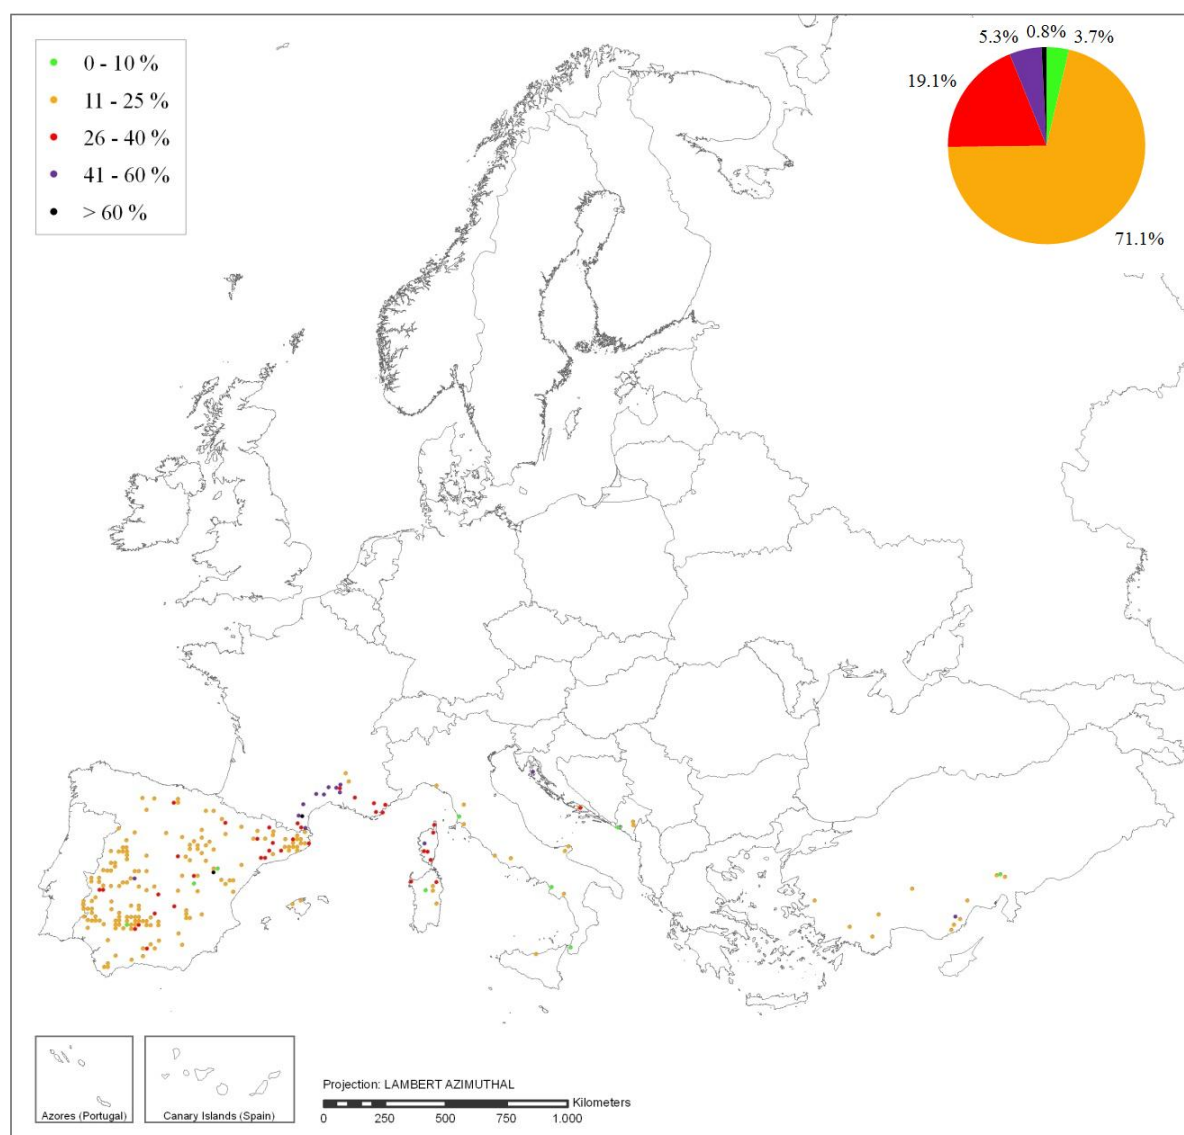 0 - 10 %
11 - 25 %
26 - 40 %
41 - 60 %
> 60 %
5.3%
0.8%
3.7%
19.1%
71.1%
Azores (Portugal)
Canary Islands (Spain)
Projection: LAMBERT AZIMUTHAL
Kilometers
0 250 500 750 1.000